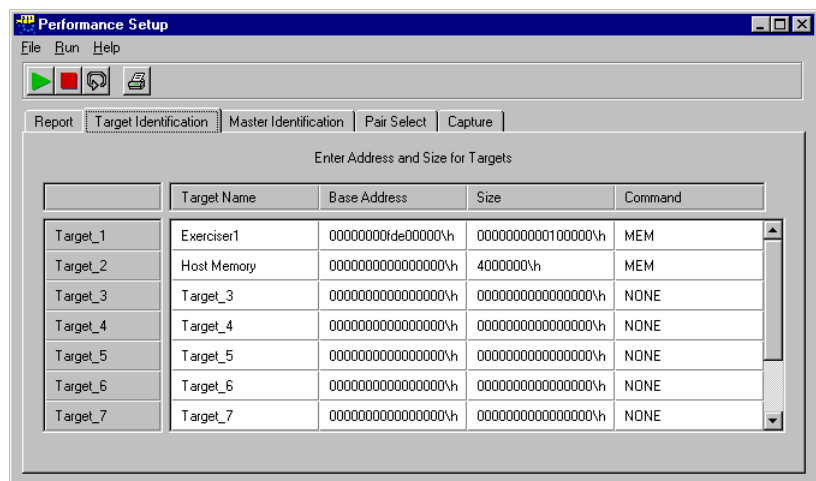 Performance Setup
File Run Help
Report Target Identification Master Identification Pair Select Capture
Enter Address and Size for Targets
Target Name Base Address Size Command
Target_1 Exerciser1 00000000fde00000\h 0000000000100000\h MEM
Target_2 Host Memory 0000000000000000\h 4000000\h MEM
Target_3 Target_3 0000000000000000\h 0000000000000000\h NONE
Target_4 Target_4 0000000000000000\h 0000000000000000\h NONE
Target_5 Target_5 0000000000000000\h 0000000000000000\h NONE
Target_6 Target_6 0000000000000000\h 0000000000000000\h NONE
Target_7 Target_7 0000000000000000\h 0000000000000000\h NONE